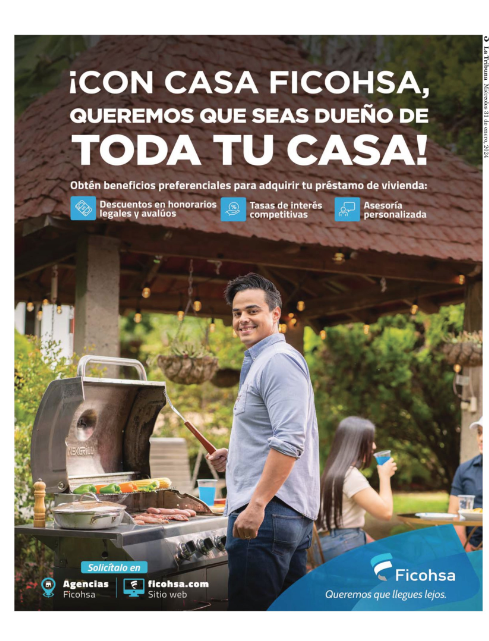 3 La Tribuna Miércoles 31 de enero, 2024
¡CON CASA FICOHSA,
QUEREMOS QUE SEAS DUEÑO DE
TODA TU CASA!
Obtén beneficios preferenciales para adquirir tu préstamo de vivienda:
Descuentos en honorarios
legales y avalúos
Tasas de interés
competitivas
Asesoría
personalizada
Solicítalo en
Agencias
Ficohsa
ficohsa.com
Sitio web
Ficohsa
Queremos que llegues lejos.